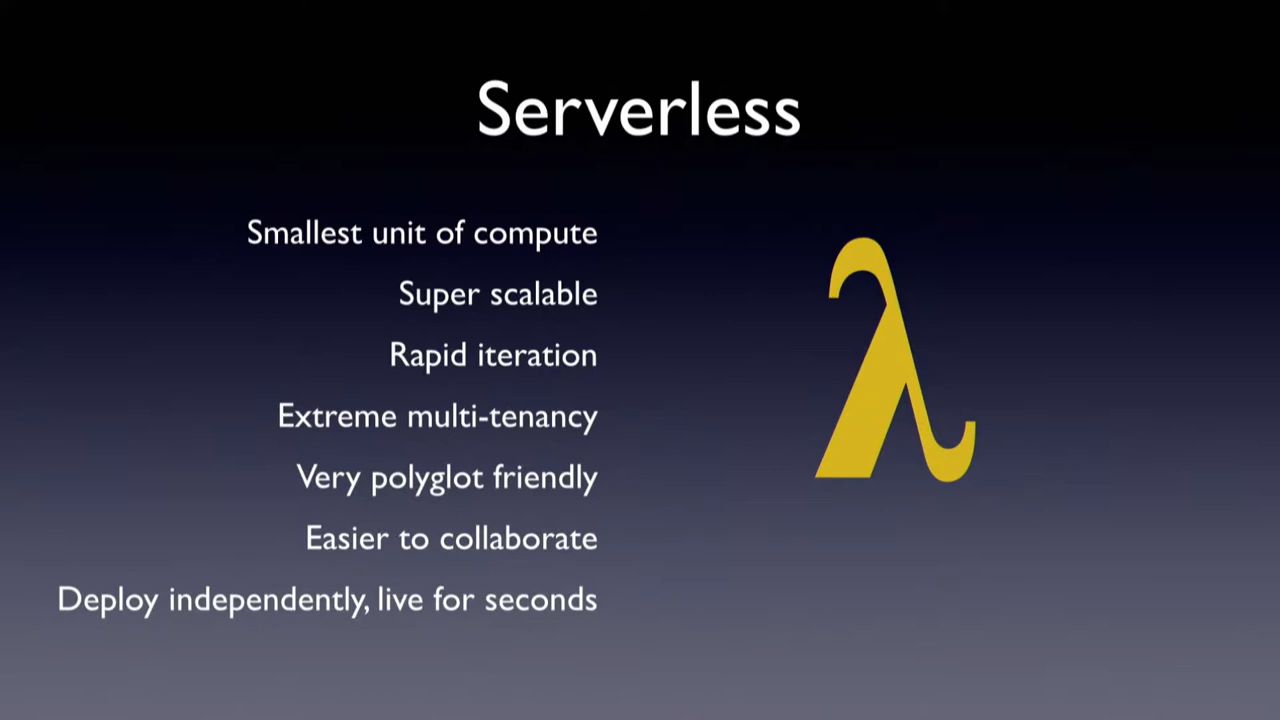 Serverless
Smallest unit of compute
Super scalable
Rapid iteration
Extreme multi-tenancy
Very polyglot friendly
Easier to collaborate
Deploy independently, live for seconds
λ